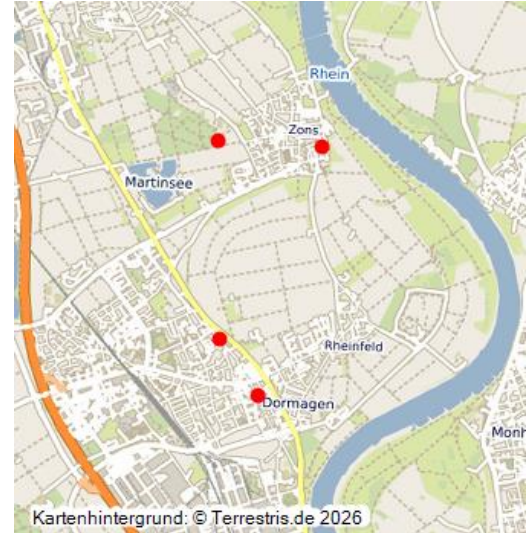 Rhein
Zons
Martinsee
Rheinfeld
Dormagen
Monh
Kartenhintergrund: © Terrestris.de 2026